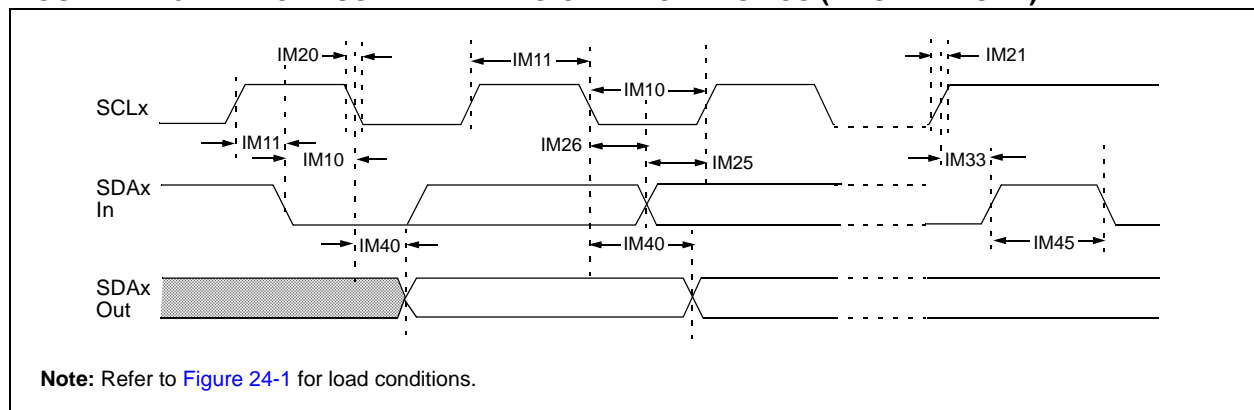 IM20
IM11
IM21
IM10
SCLx
IM11
IM10
IM26
IM25
IM33
SDAx
In
IM40
IM40
IM45
SDAx
Out
Note: Refer to Figure 24-1 for load conditions.